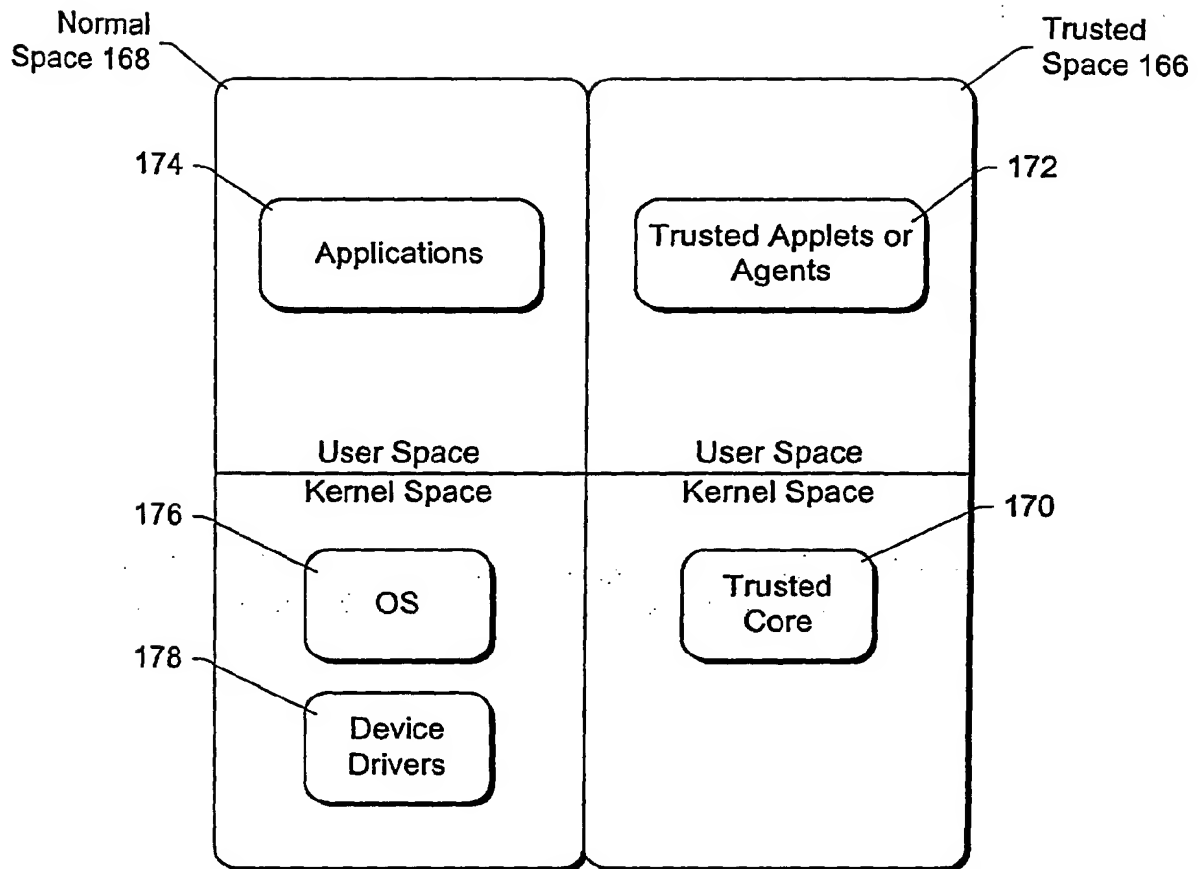 Normal
Space 168
Trusted
Space 166
174
172
Applications
Trusted Applets or
Agents
User Space
User Space
Kernel Space
Kernel Space
176
170
OS
Trusted
Core
178
Device
Drivers